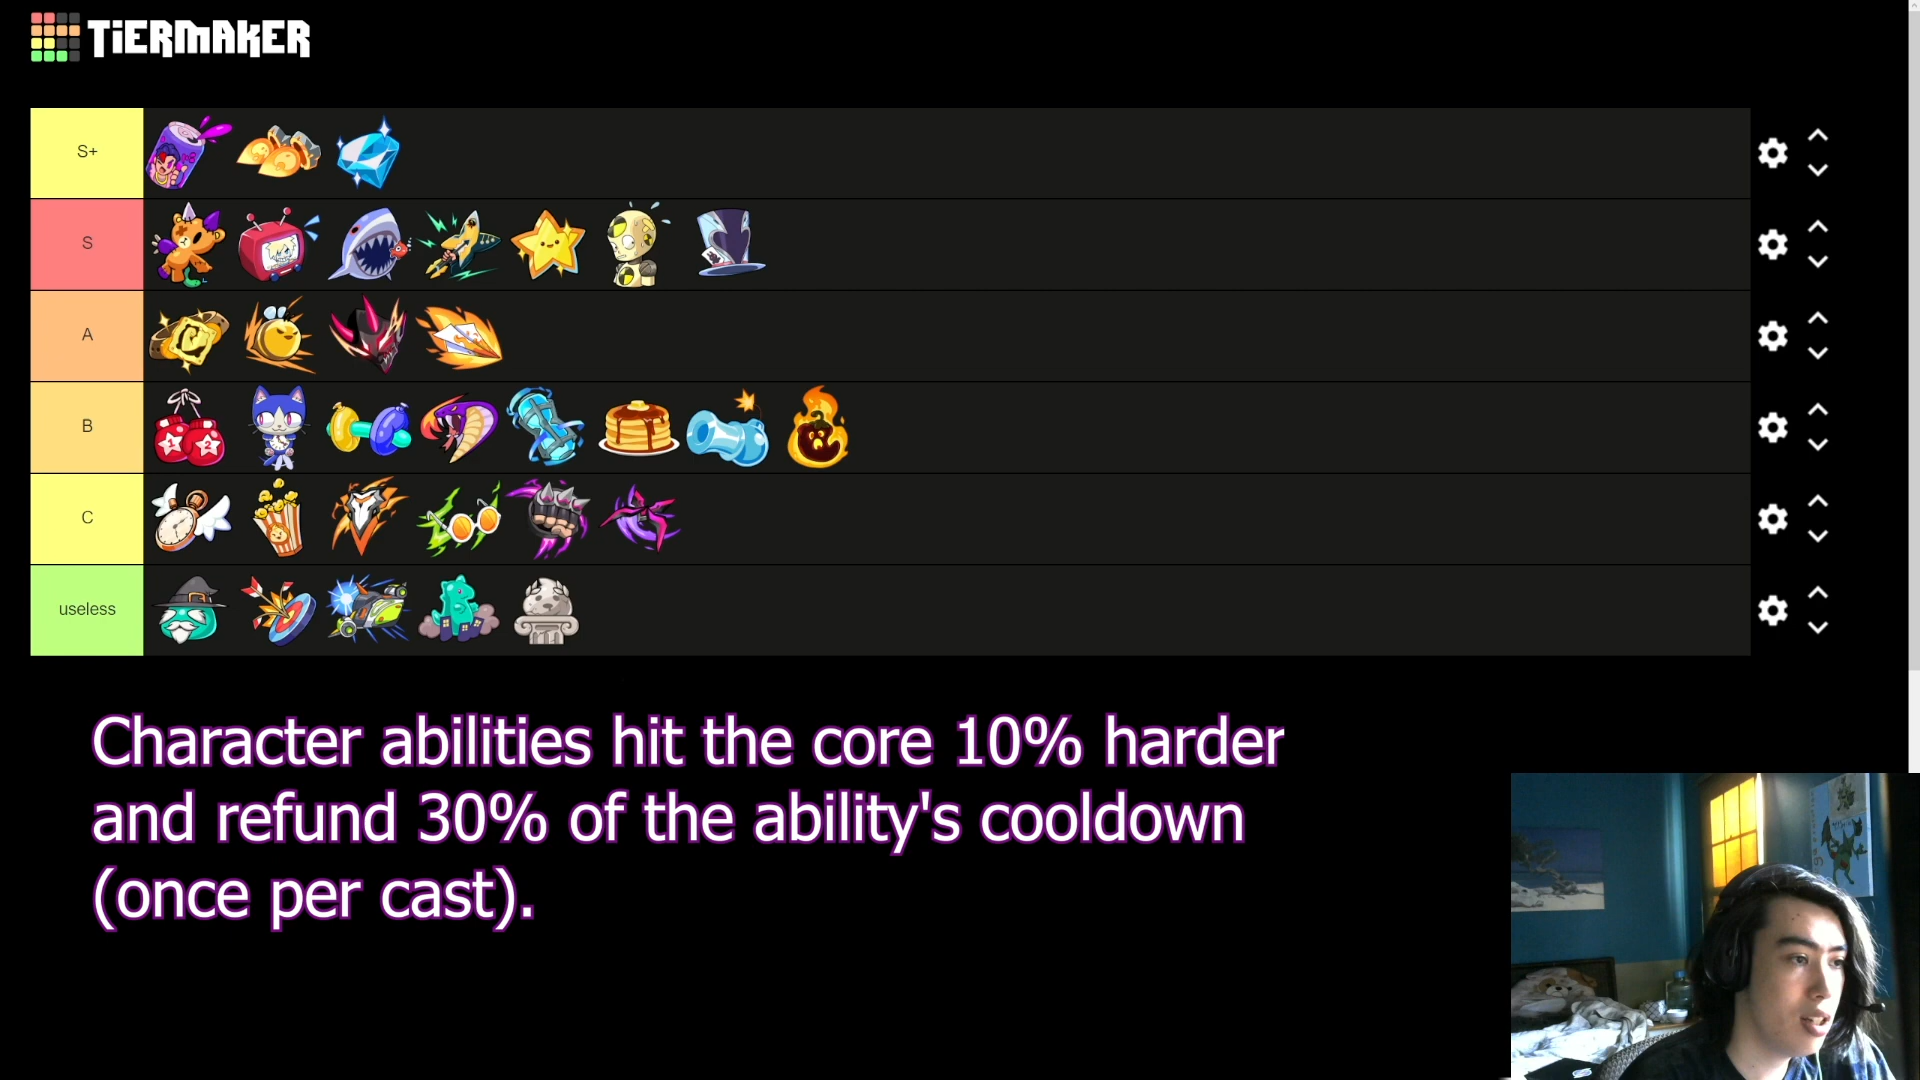 TiERMAKER
S+
S
A
B
C
useless
Character abilities hit the core 10% harder
and refund 30% of the ability's cooldown
(once per cast).